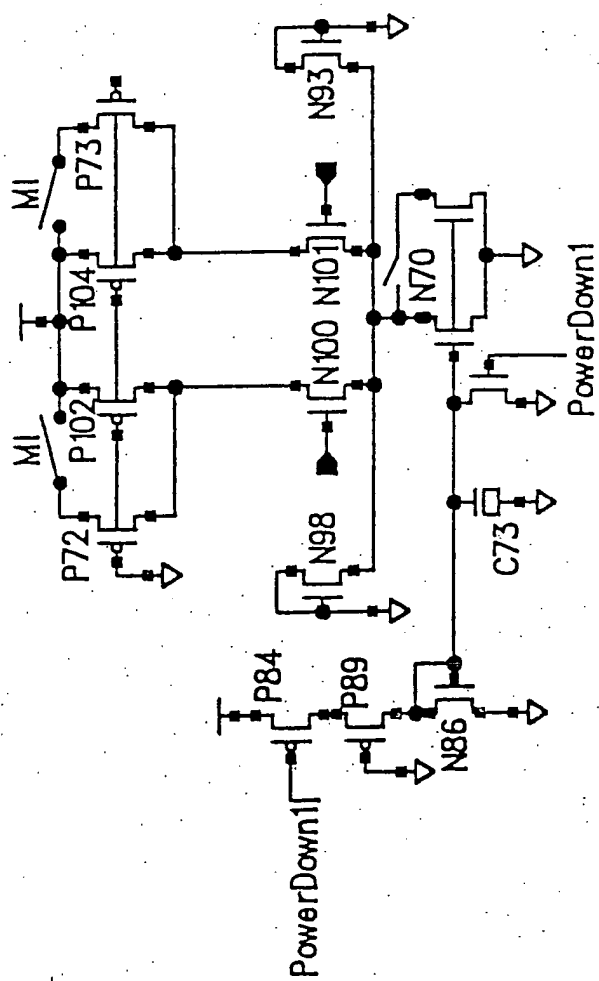 MI
MI
P72
P102
P104
P73
N98
N100
N101
N93
P84
P89
N86
N70
C73
PowerDown1
PowerDown1